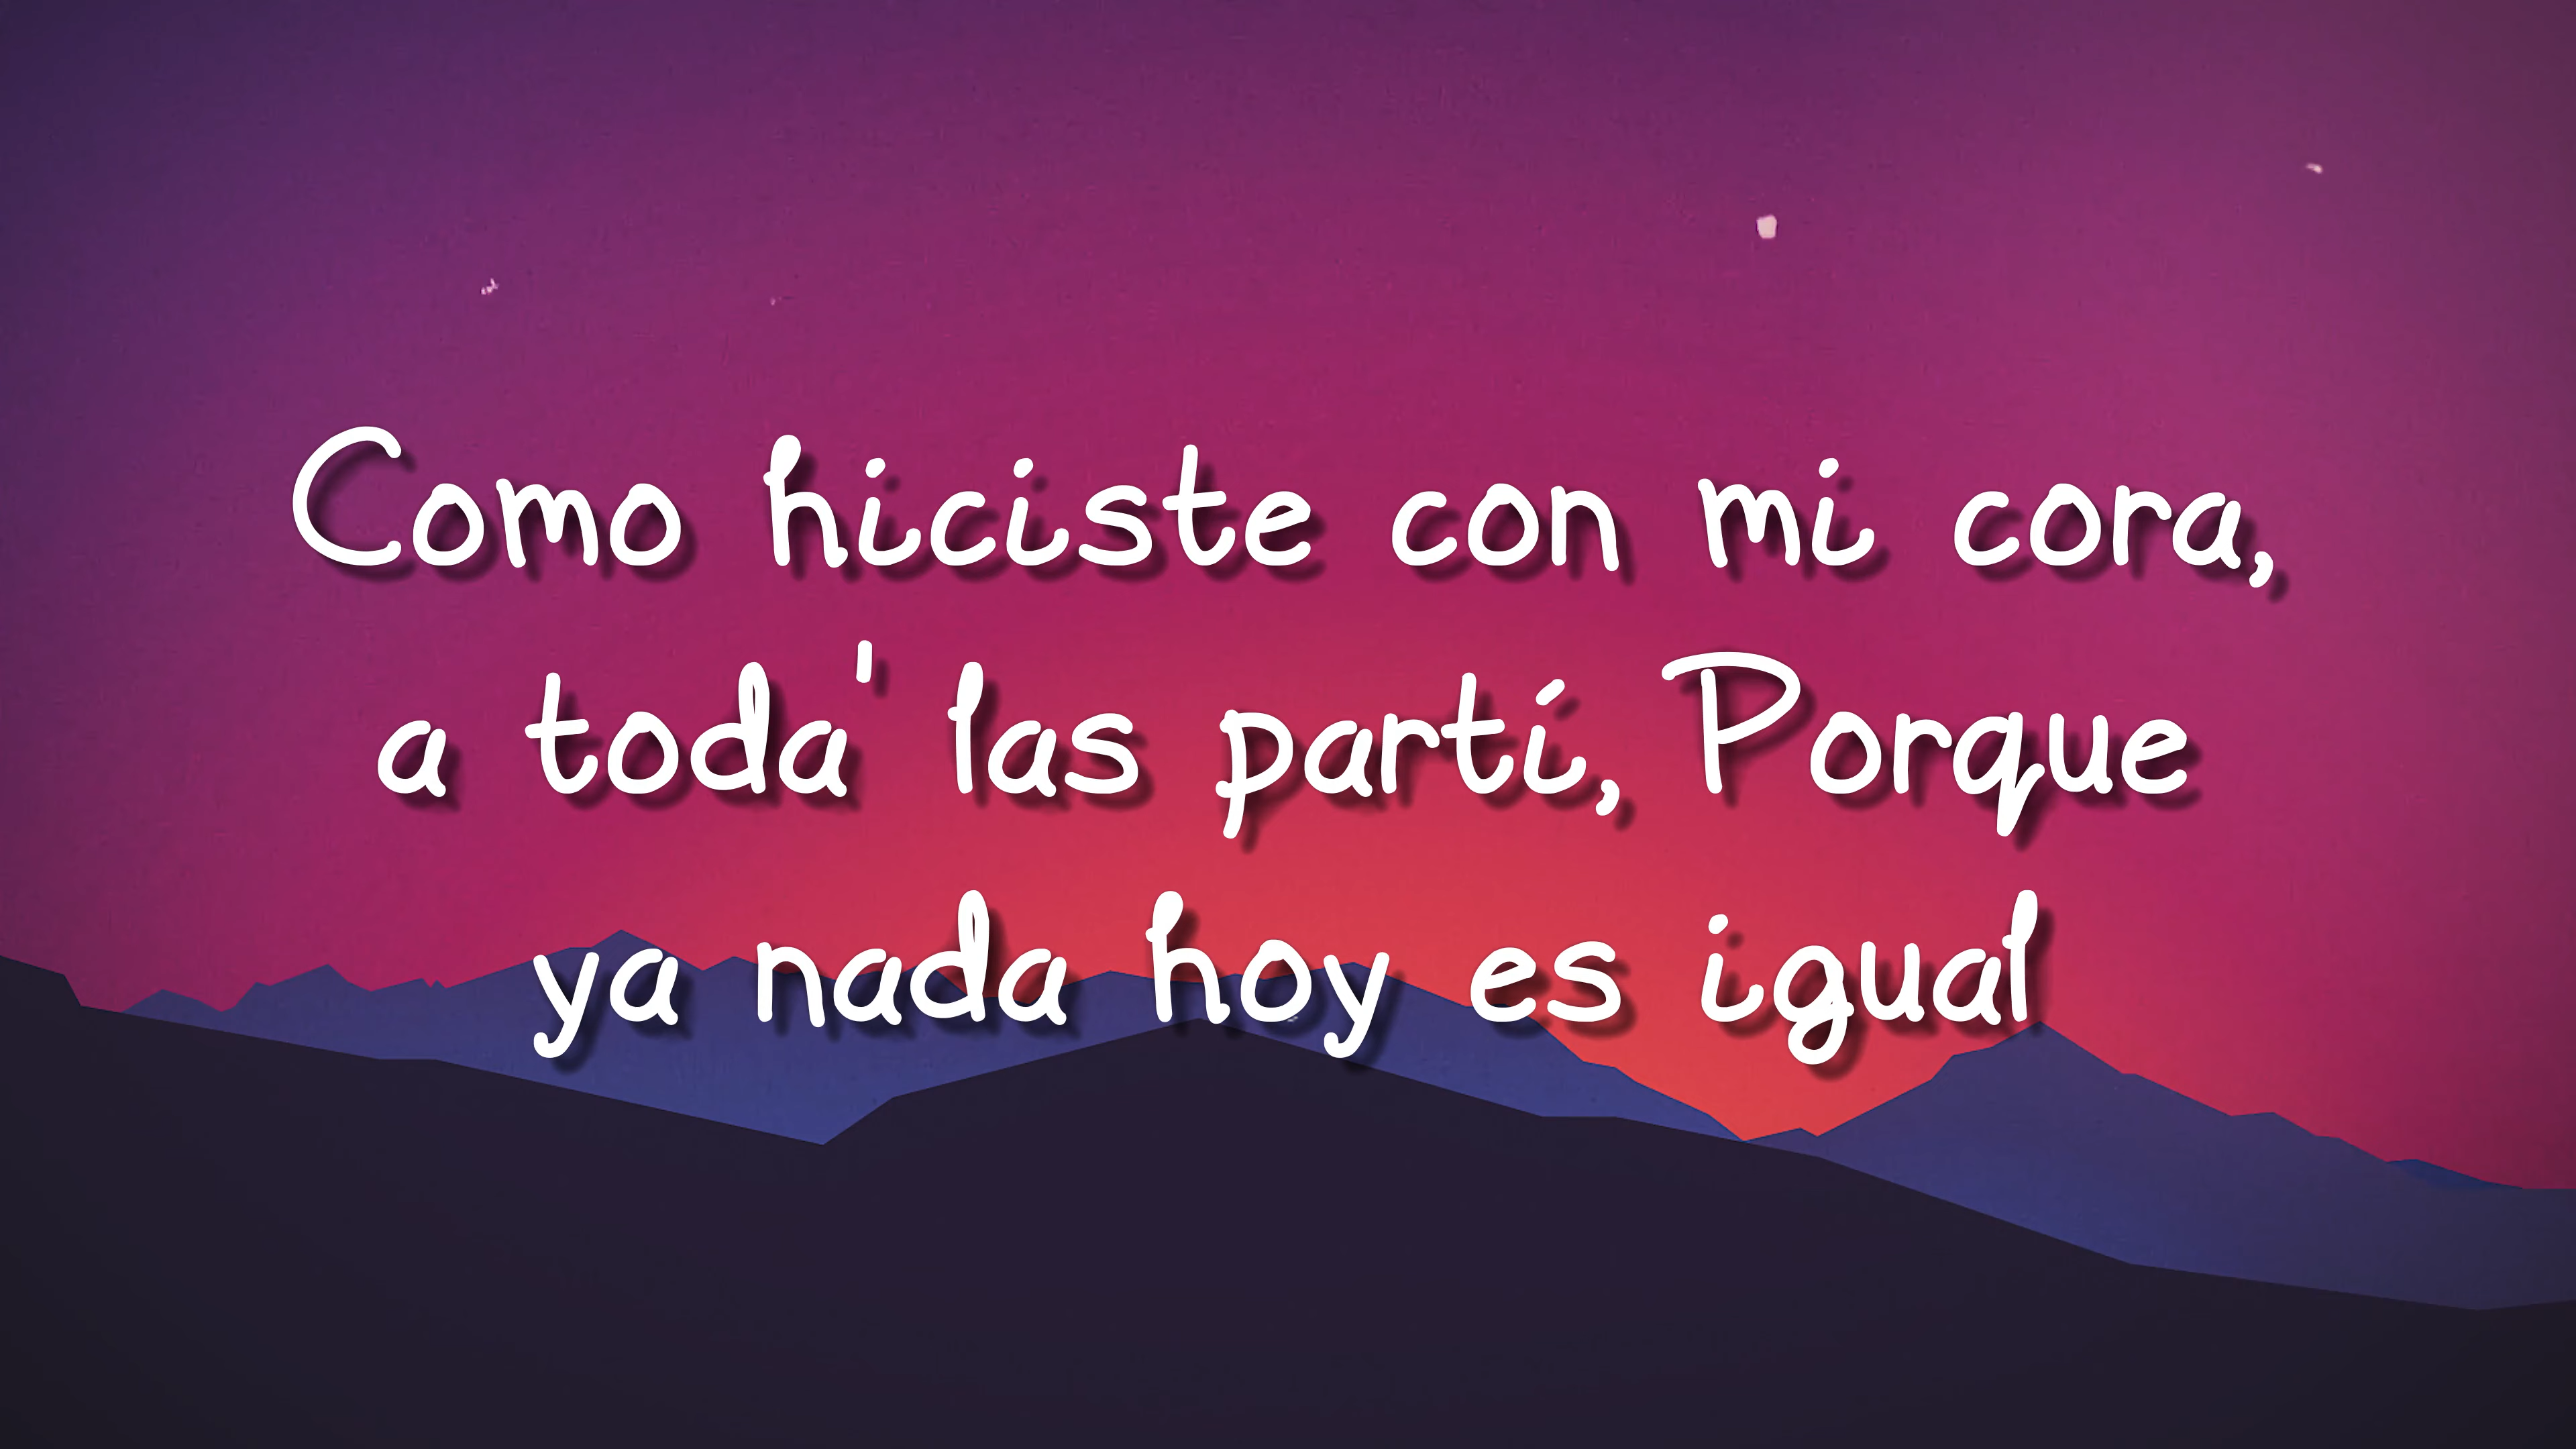 Como hiciste con mi cora,
a toda' las partí, Porque
ya nada hoy es igual